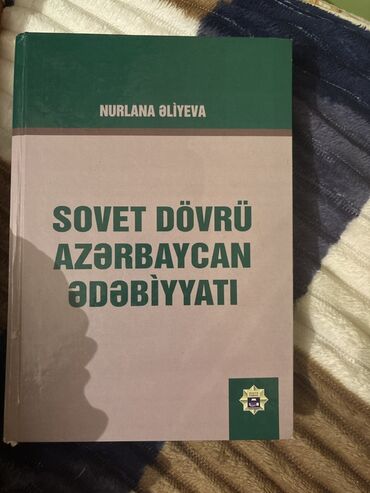 NURLANA ƏLİYEVA
SOVET DÖVRÜ
AZƏRBAYCAN
ƏDƏBİYYATI